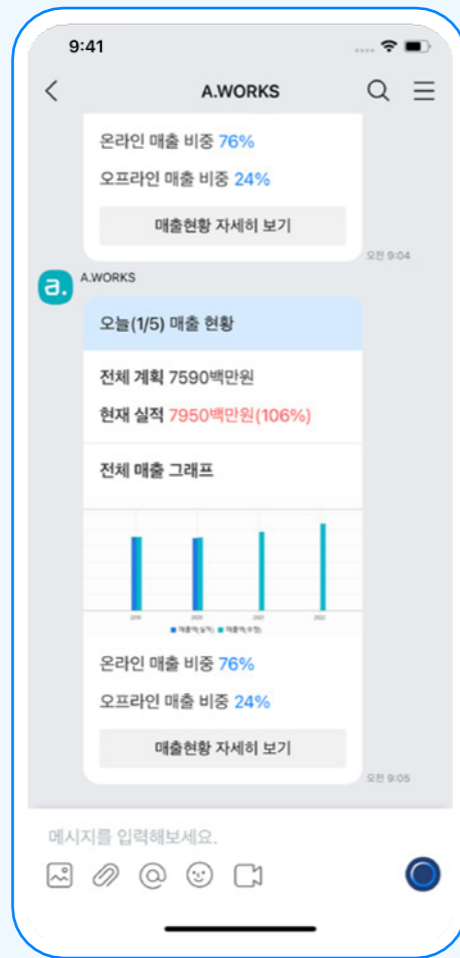 9:41
A.WORKS
온라인 매출 비중 76%
오프라인 매출 비중 24%
매출현황 자세히 보기
오전 9:04
a.
A.WORKS
오늘(1/5) 매출 현황
전체 계획 7590백만원
현재 실적 7950백만원(106%)
전체 매출 그래프
2019 2020 2021 2022
온라인 매출 비중 76%
오프라인 매출 비중 24%
매출현황 자세히 보기
오전 9:05
메시지를 입력해보세요.